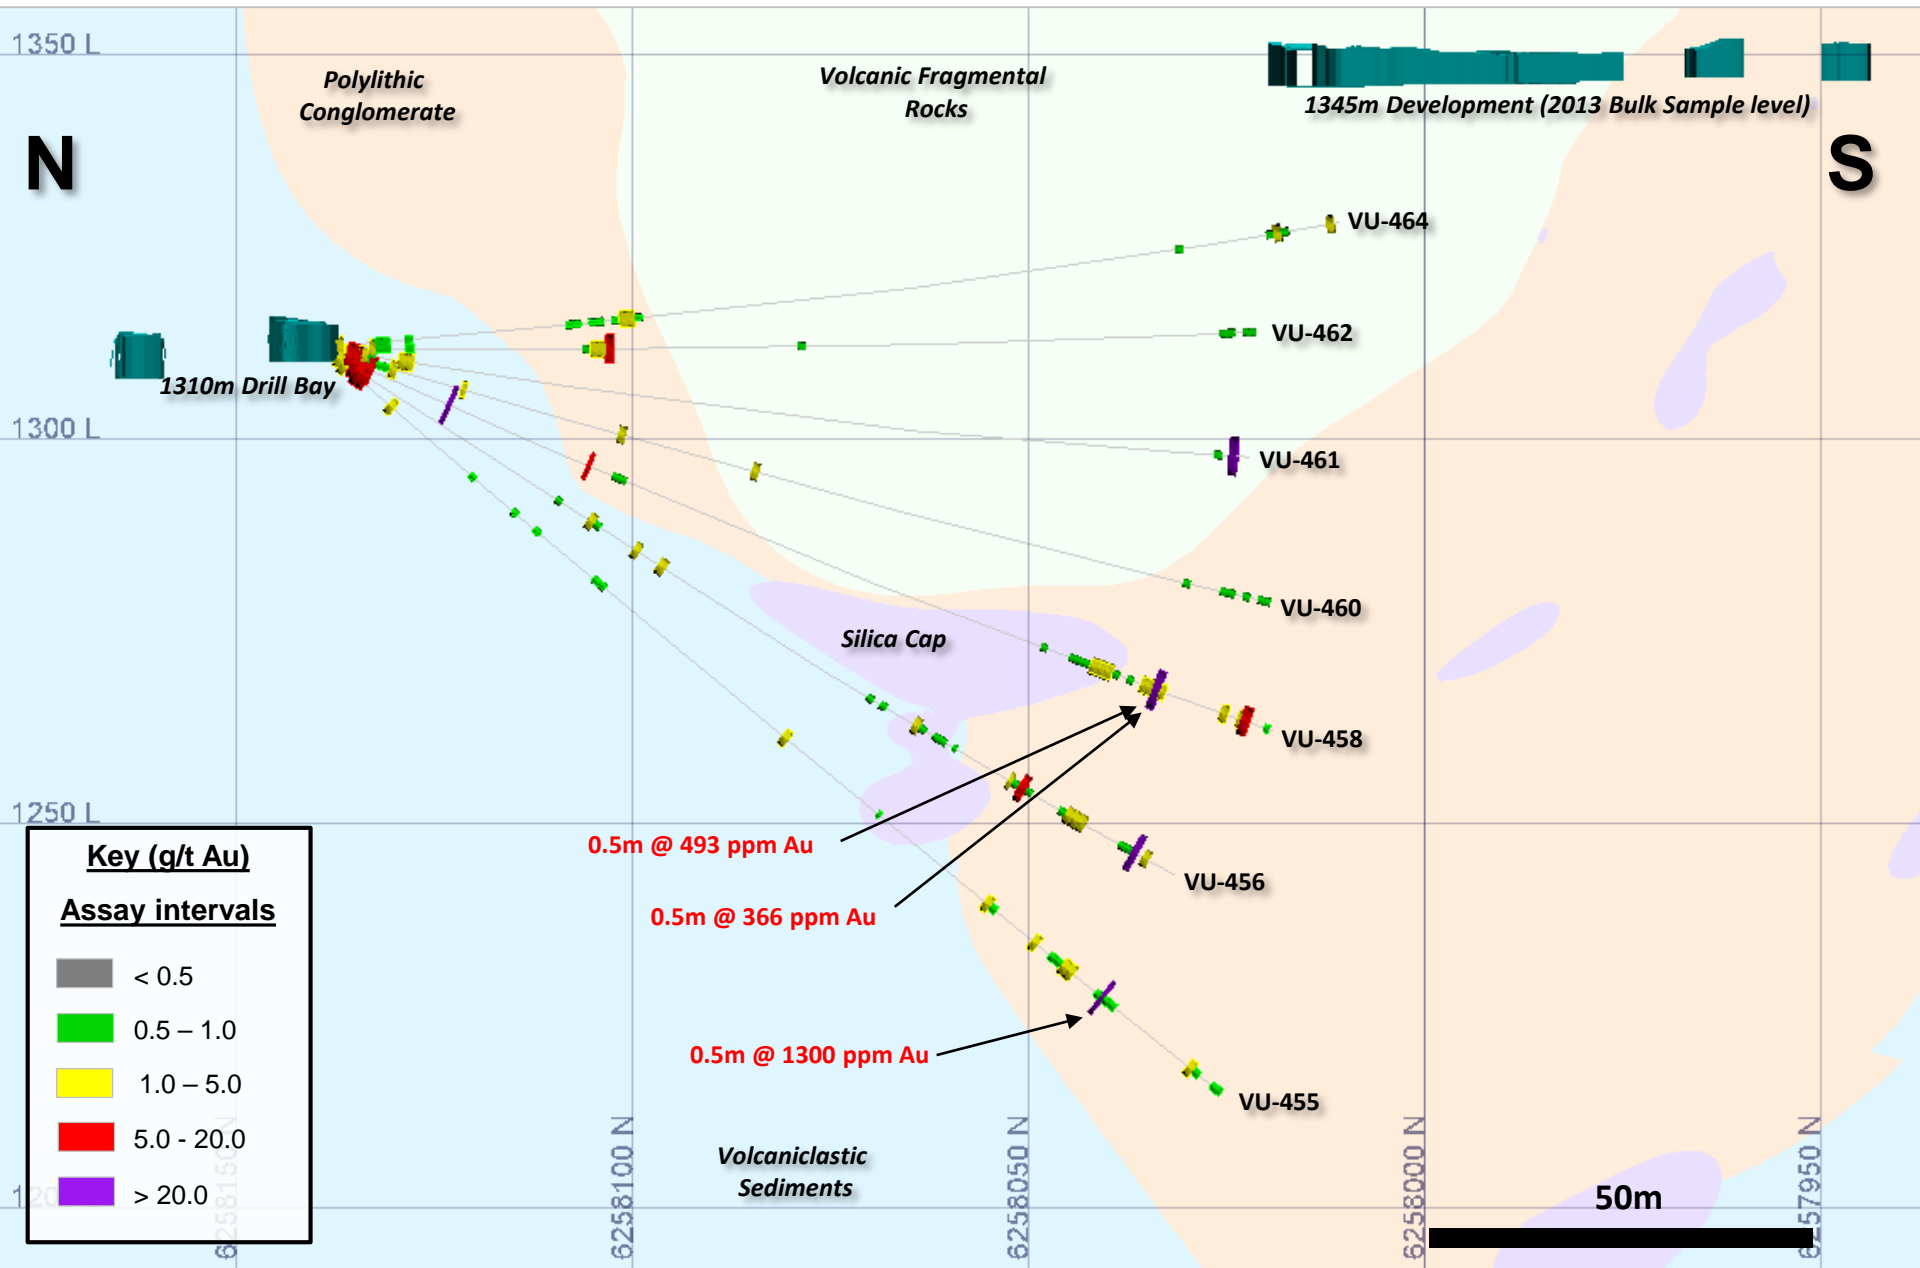 1350 L
Polylithic
Conglomerate
Volcanic Fragmental
Rocks
1345m Development (2013 Bulk Sample level)
N
S
VU-464
VU-462
1310m Drill Bay
1300 L
VU-461
VU-460
Silica Cap
VU-458
1250 L
0.5m @ 493 ppm Au
VU-456
0.5m @ 366 ppm Au
0.5m @ 1300 ppm Au
VU-455
Key (g/t Au)
Assay intervals
< 0.5
0.5 – 1.0
1.0 – 5.0
5.0 - 20.0
> 20.0
Volcaniclastic
Sediments
6258150 N
6258100 N
6258050 N
6258000 N
6257950 N
50m